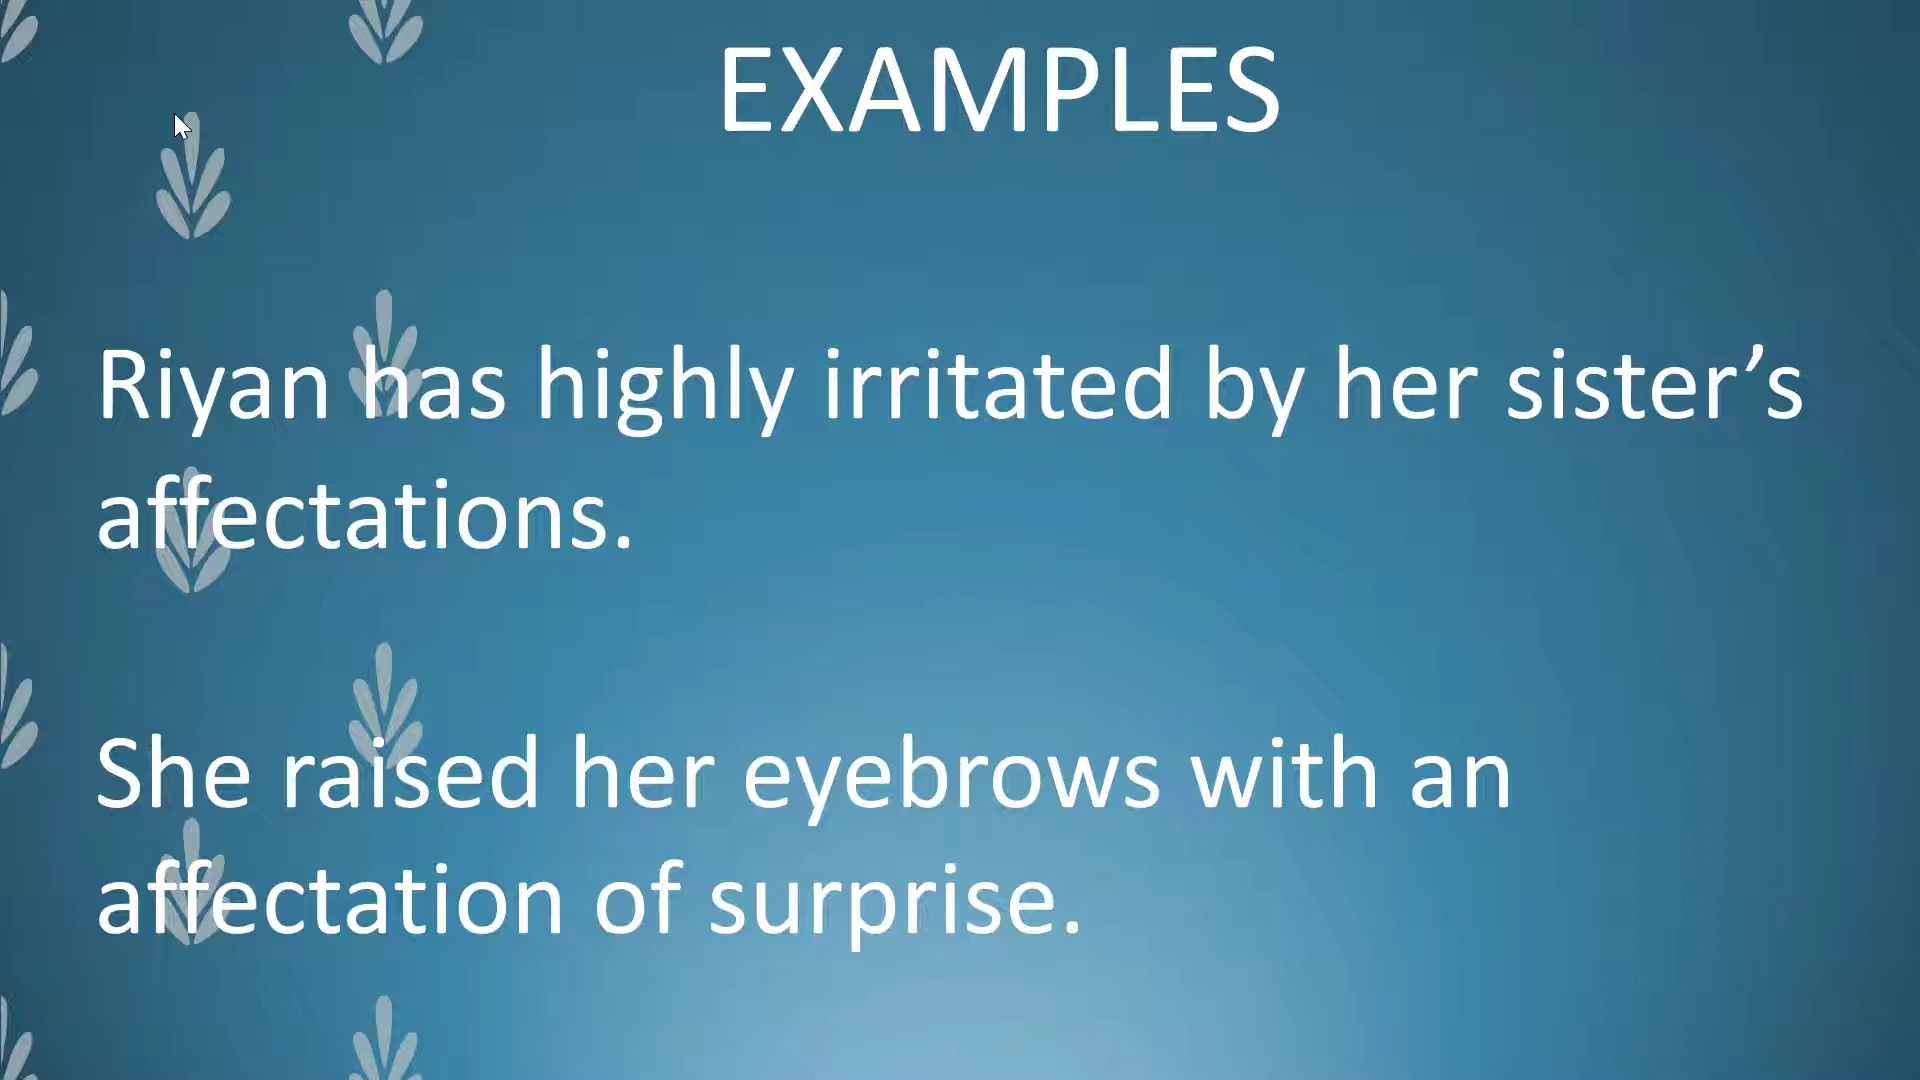 EXAMPLES
Riyan has highly irritated by her sister’s
affectations.
She raised her eyebrows with an
affectation of surprise.